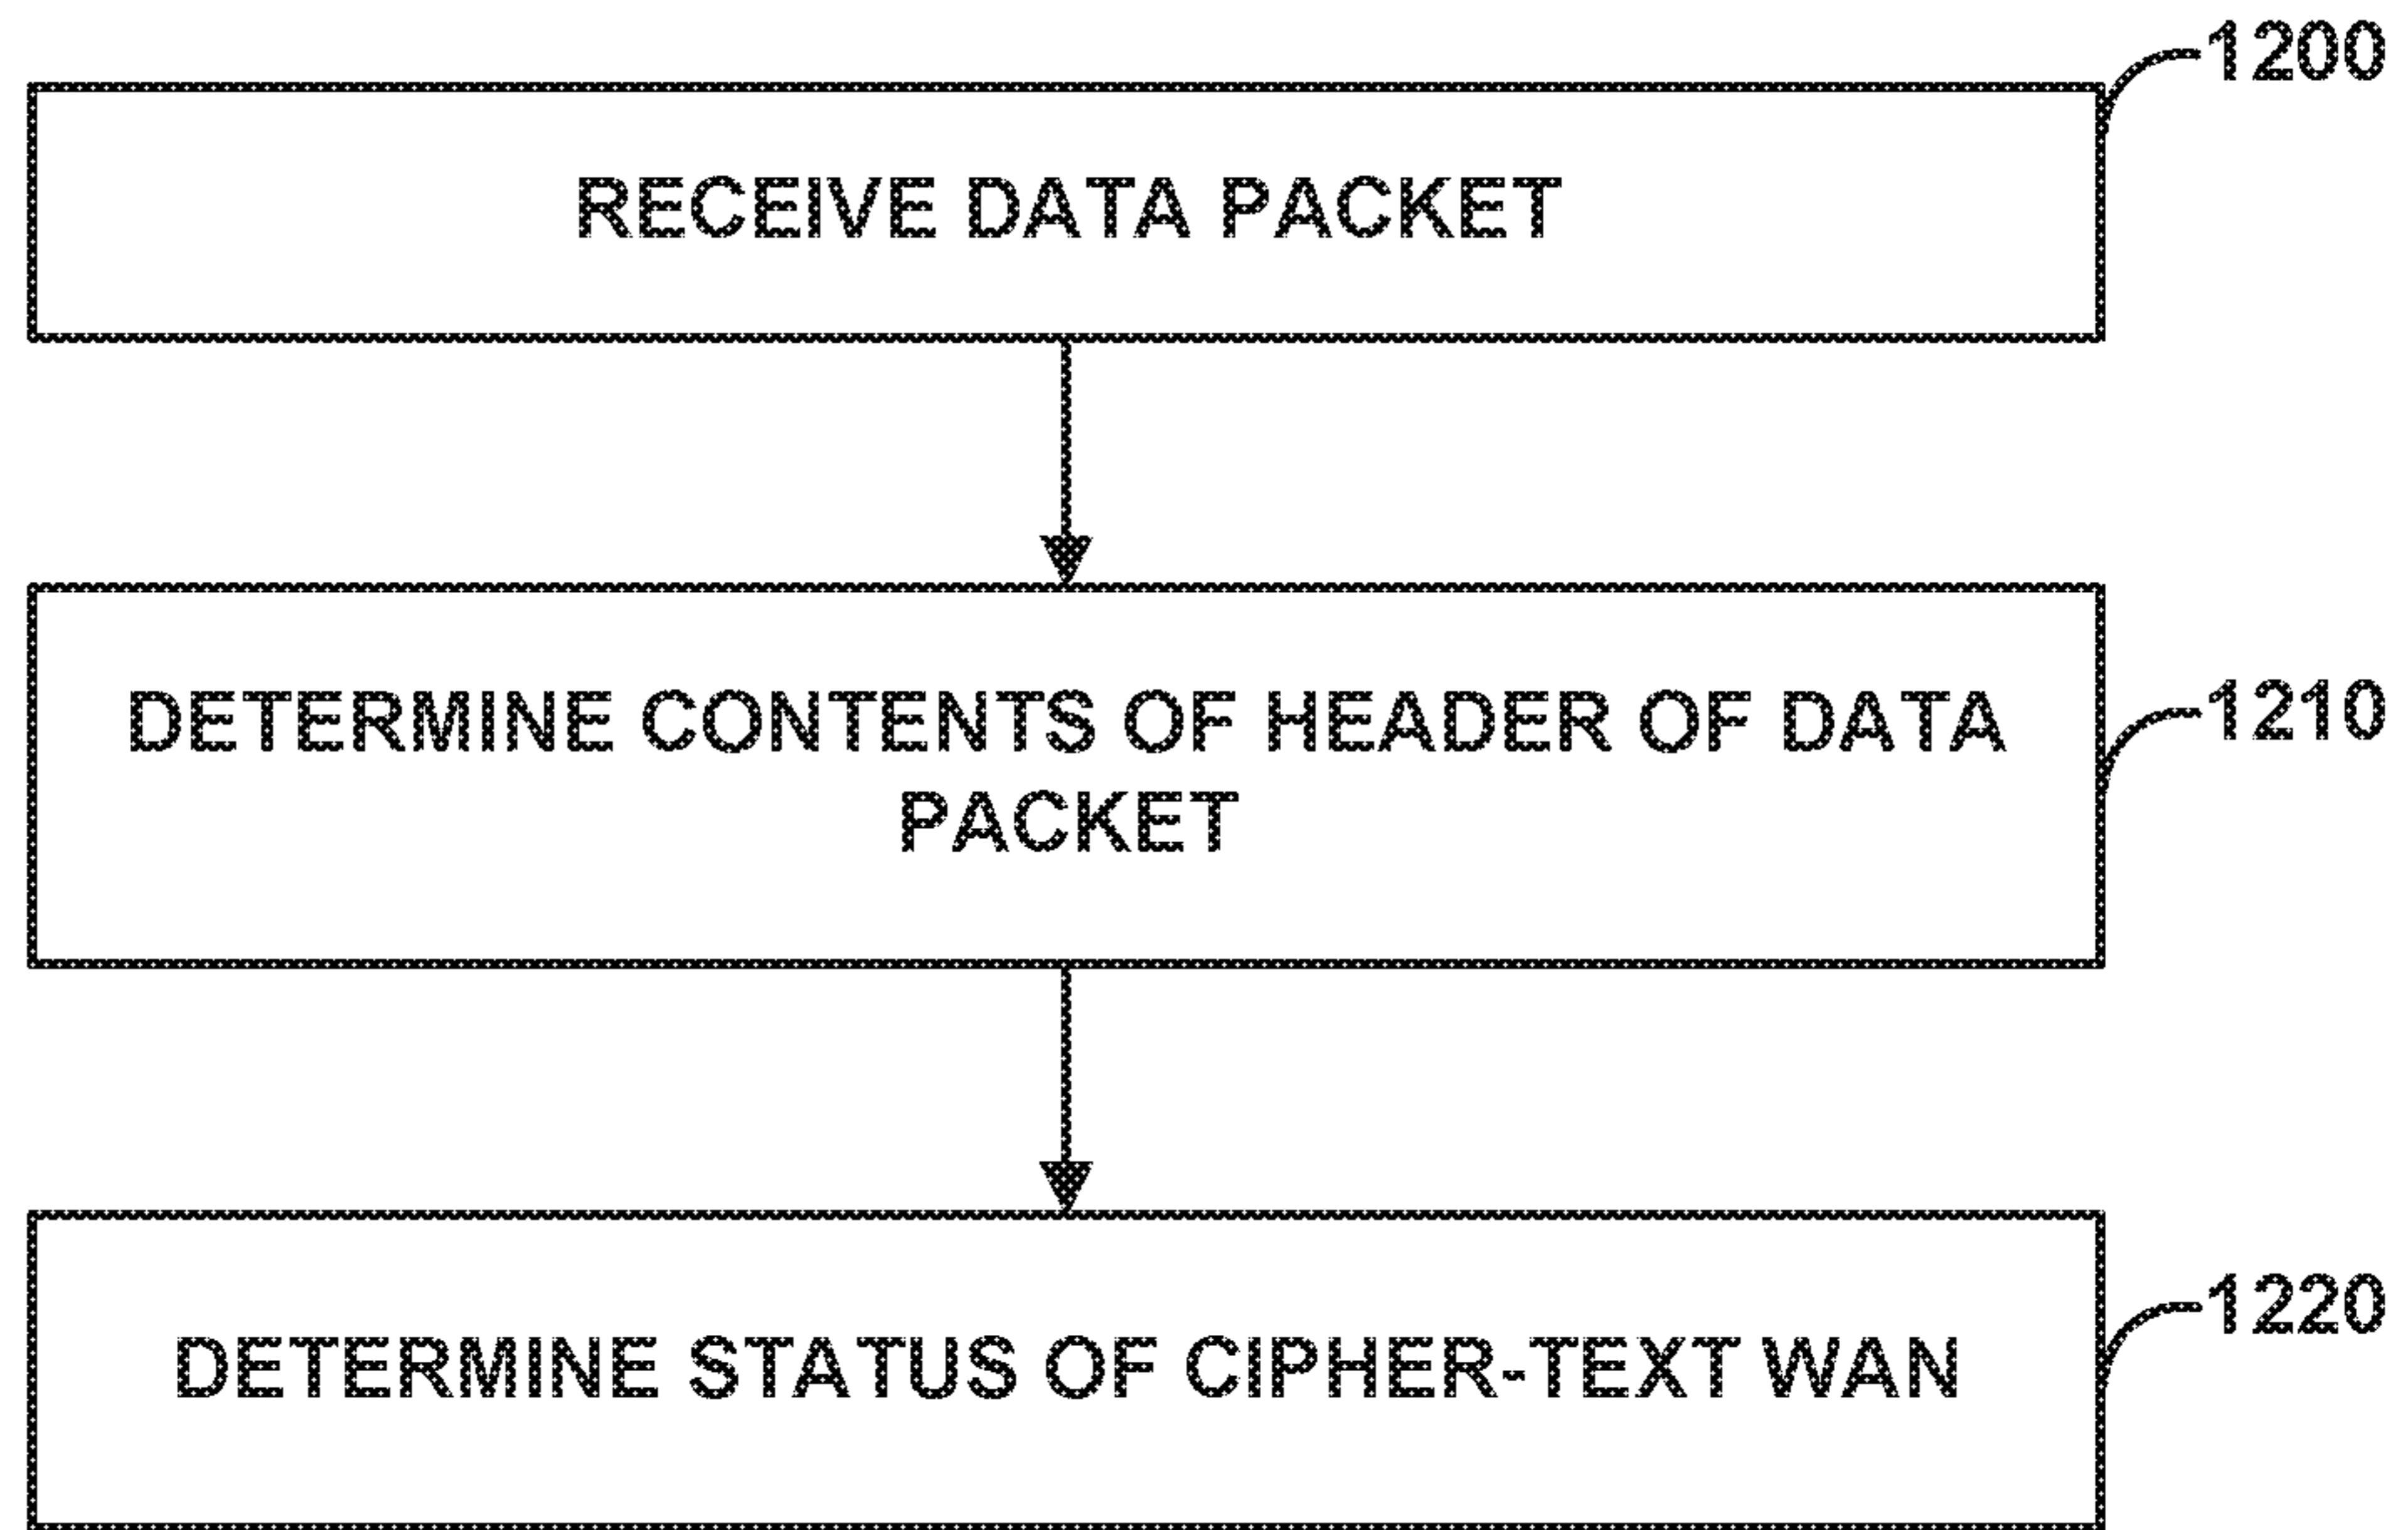 1200
RECEIVE DATA PACKET
1210
DETERMINE CONTENTS OF HEADER OF DATA
PACKET
1220
DETERMINE STATUS OF CIPHER-TEXT WAN